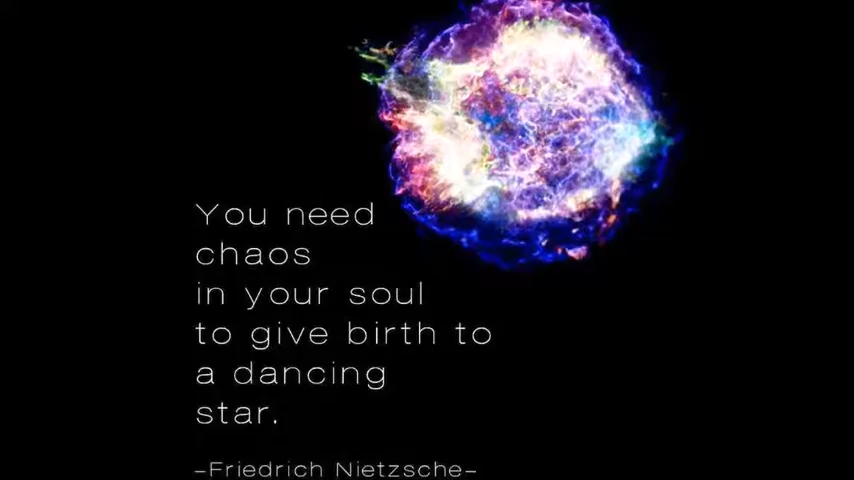 You need
chaos
in your soul
to give birth to
a dancing
star.
–Friedrich Nietzsche–